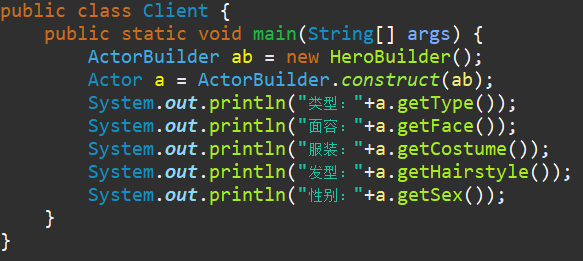 public class Client {
public static void main(String[] args) {
ActorBuilder ab = new HeroBuilder();
Actor a = ActorBuilder.construct(ab);
System.out.println("类型："+a.getType());
System.out.println("面容："+a.getFace());
System.out.println("服装："+a.getCostume());
System.out.println("发型："+a.getHairstyle());
System.out.println("性别："+a.getSex());
}
}